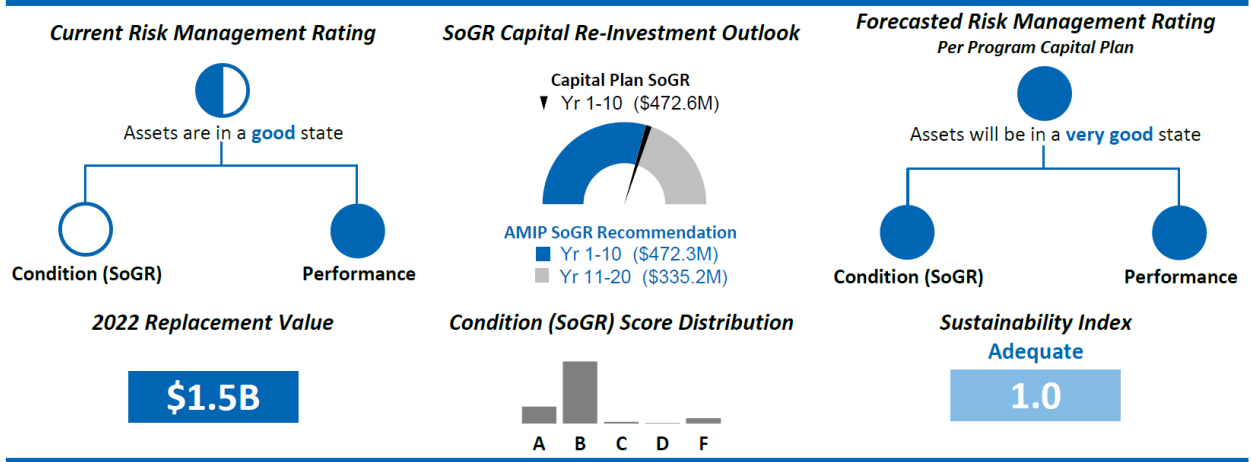 Current Risk Management Rating
Assets are in a good state
Condition (SoGR)
Performance
SoGR Capital Re-Investment Outlook
Capital Plan SoGR
Yr 1-10 ($472.6M)
AMIP SoGR Recommendation
Yr 1-10 ($472.3M)
Yr 11-20 ($335.2M)
Forecasted Risk Management Rating
Per Program Capital Plan
Assets will be in a very good state
Condition (SoGR)
Performance
2022 Replacement Value
$1.5B
Condition (SoGR) Score Distribution
A B C D F
Sustainability Index
Adequate
1.0